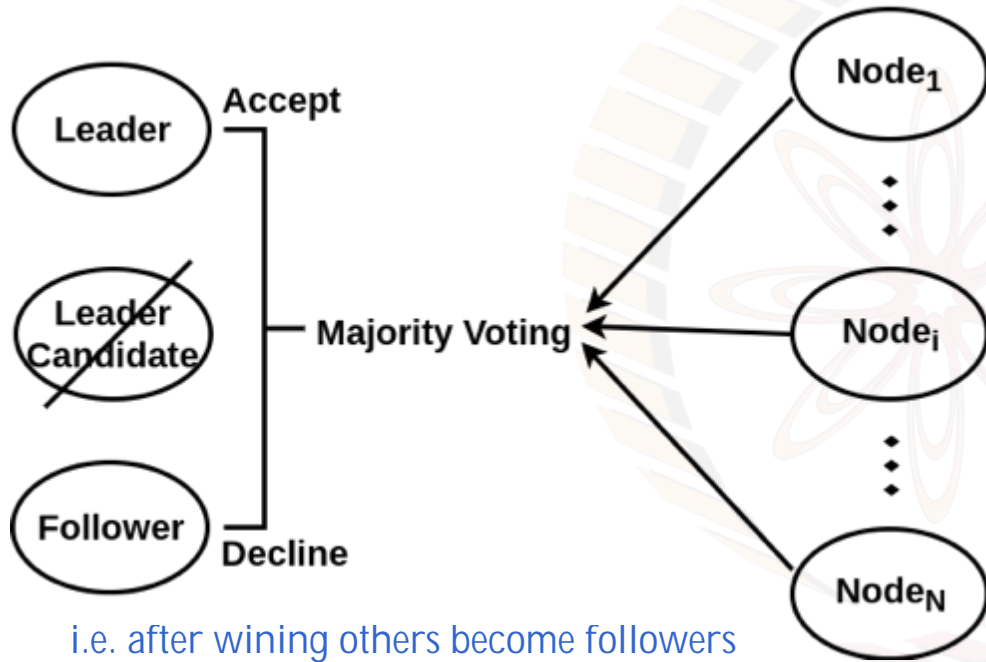 Accept
Leader
Leader
Candidate
Follower
Decline
Majority Voting
Node1
Nodei
NodeN
i.e. after wining others become followers